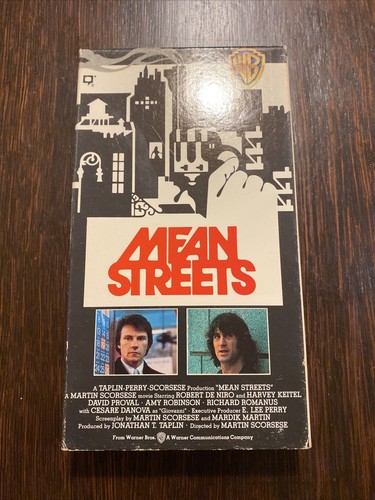 WB
MEAN
STREETS
A TAPLIN-PERRY-SCORSESE Production "MEAN STREETS"
A MARTIN SCORSESE movie Starring ROBERT DE NIRO and HARVEY KEITEL
DAVID PROVAL · AMY ROBINSON · RICHARD ROMANUS
with CESARE DANOVA as "Giovanni" · Executive Producer E. LEE PERRY
Screenplay by MARTIN SCORSESE and MARDIK MARTIN
Produced by JONATHAN T. TAPLIN · Directed by MARTIN SCORSESE
From Warner Bros. A Warner Communications Company